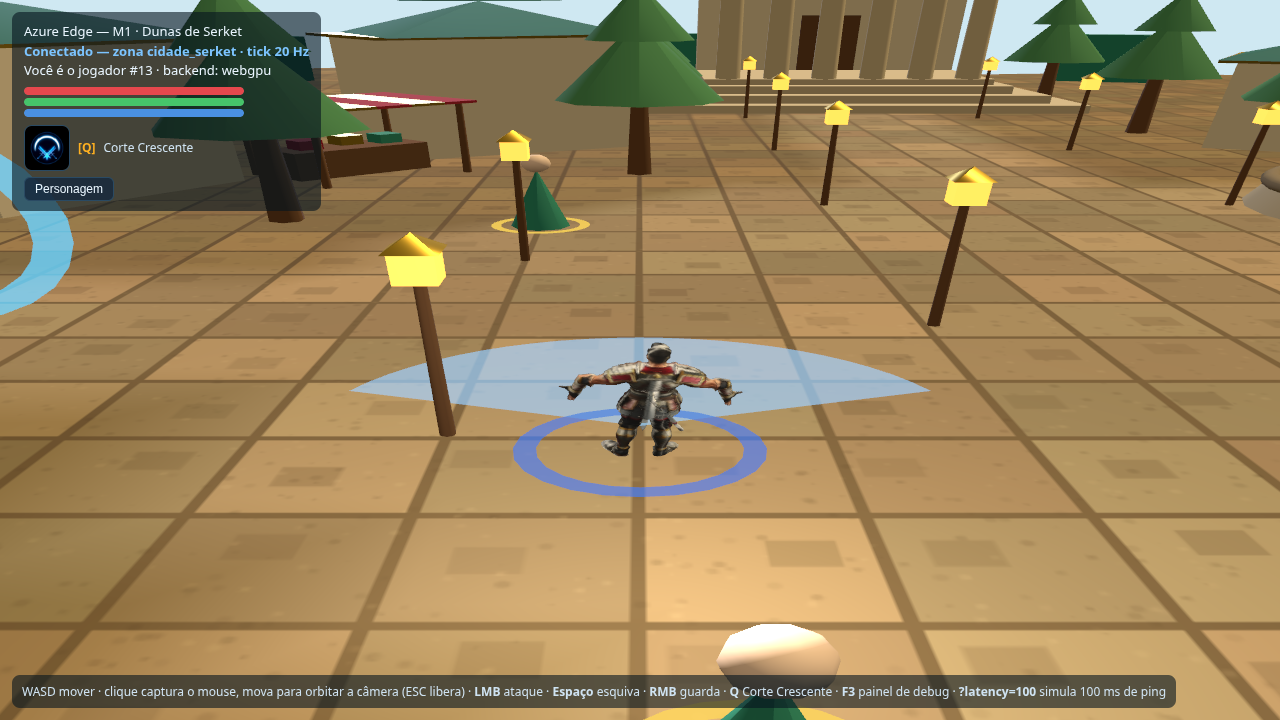 Azure Edge — M1 · Dunas de Serket
Conectado — zona cidade_serket · tick 20 Hz
Você é o jogador #13 · backend: webgpu
[Q] Corte Crescente
Personagem
WASD mover · clique captura o mouse, mova para orbitar a câmera (ESC libera) · LMB ataque · Espaço esquiva · RMB guarda · Q Corte Crescente · F3 painel de debug · ?latency=100 simula 100 ms de ping